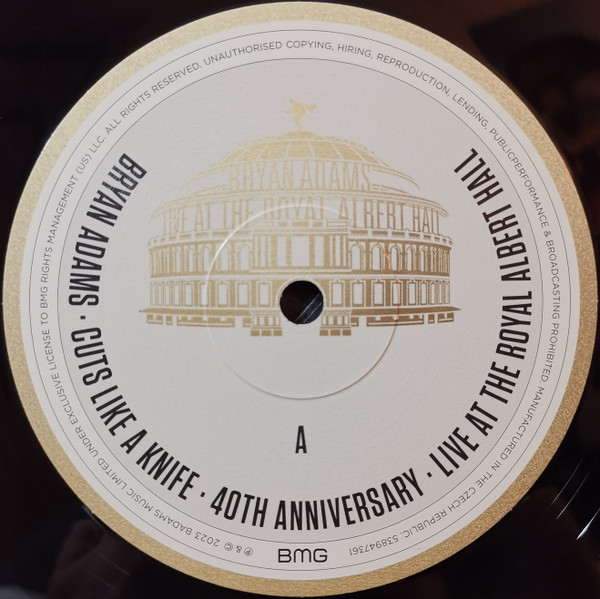 ℗ & © 2023 BADAMS MUSIC LIMITED UNDER EXCLUSIVE LICENSE TO BMG RIGHTS MANAGEMENT (US) LLC. ALL RIGHTS RESERVED. UNAUTHORISED COPYING, HIRING, REPRODUCTION, LENDING, PUBLICPERFORMANCE & BROADCASTING PROHIBITED. MANUFACTURED IN THE CZECH REPUBLIC. 538947361
BRYAN ADAMS
LIVE AT THE ROYAL ALBERT HALL
BRYAN ADAMS · CUTS LIKE A KNIFE · 40TH ANNIVERSARY · LIVE AT THE ROYAL ALBERT HALL
A
BMG